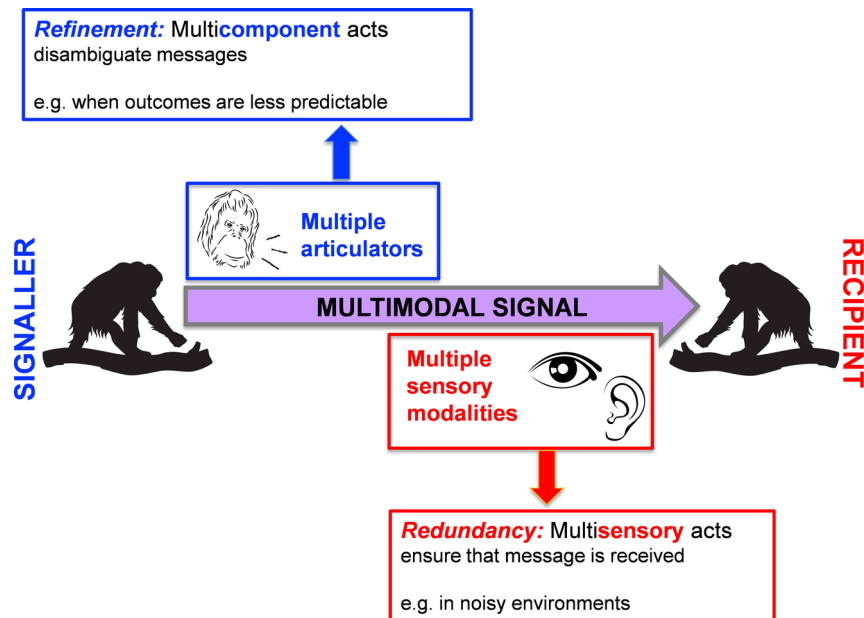 Refinement: Multicomponent acts
disambiguate messages
e.g. when outcomes are less predictable
Multiple
articulators
SIGNALLER
MULTIMODAL SIGNAL
RECIPIENT
Multiple
sensory
modalities
Redundancy: Multisensory acts
ensure that message is received
e.g. in noisy environments